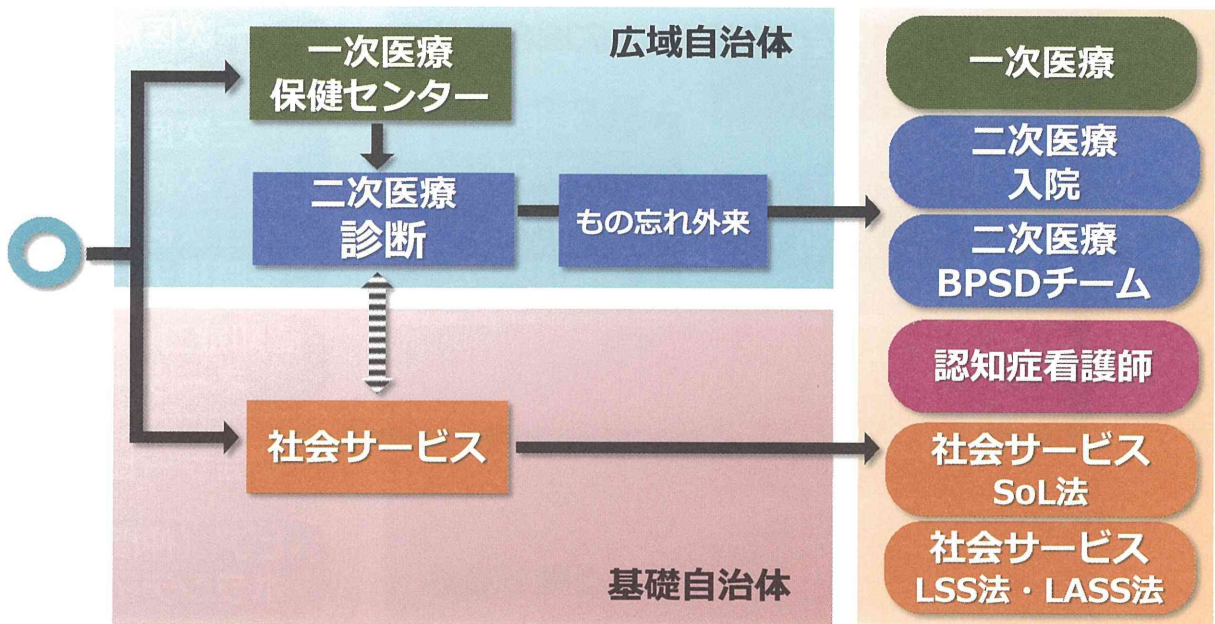 広域自治体
一次医療
保健センター
二次医療
診断
もの忘れ外来
社会サービス
基礎自治体
一次医療
二次医療
入院
二次医療
BPSDチーム
認知症看護師
社会サービス
SoL法
社会サービス
LSS法・LASS法